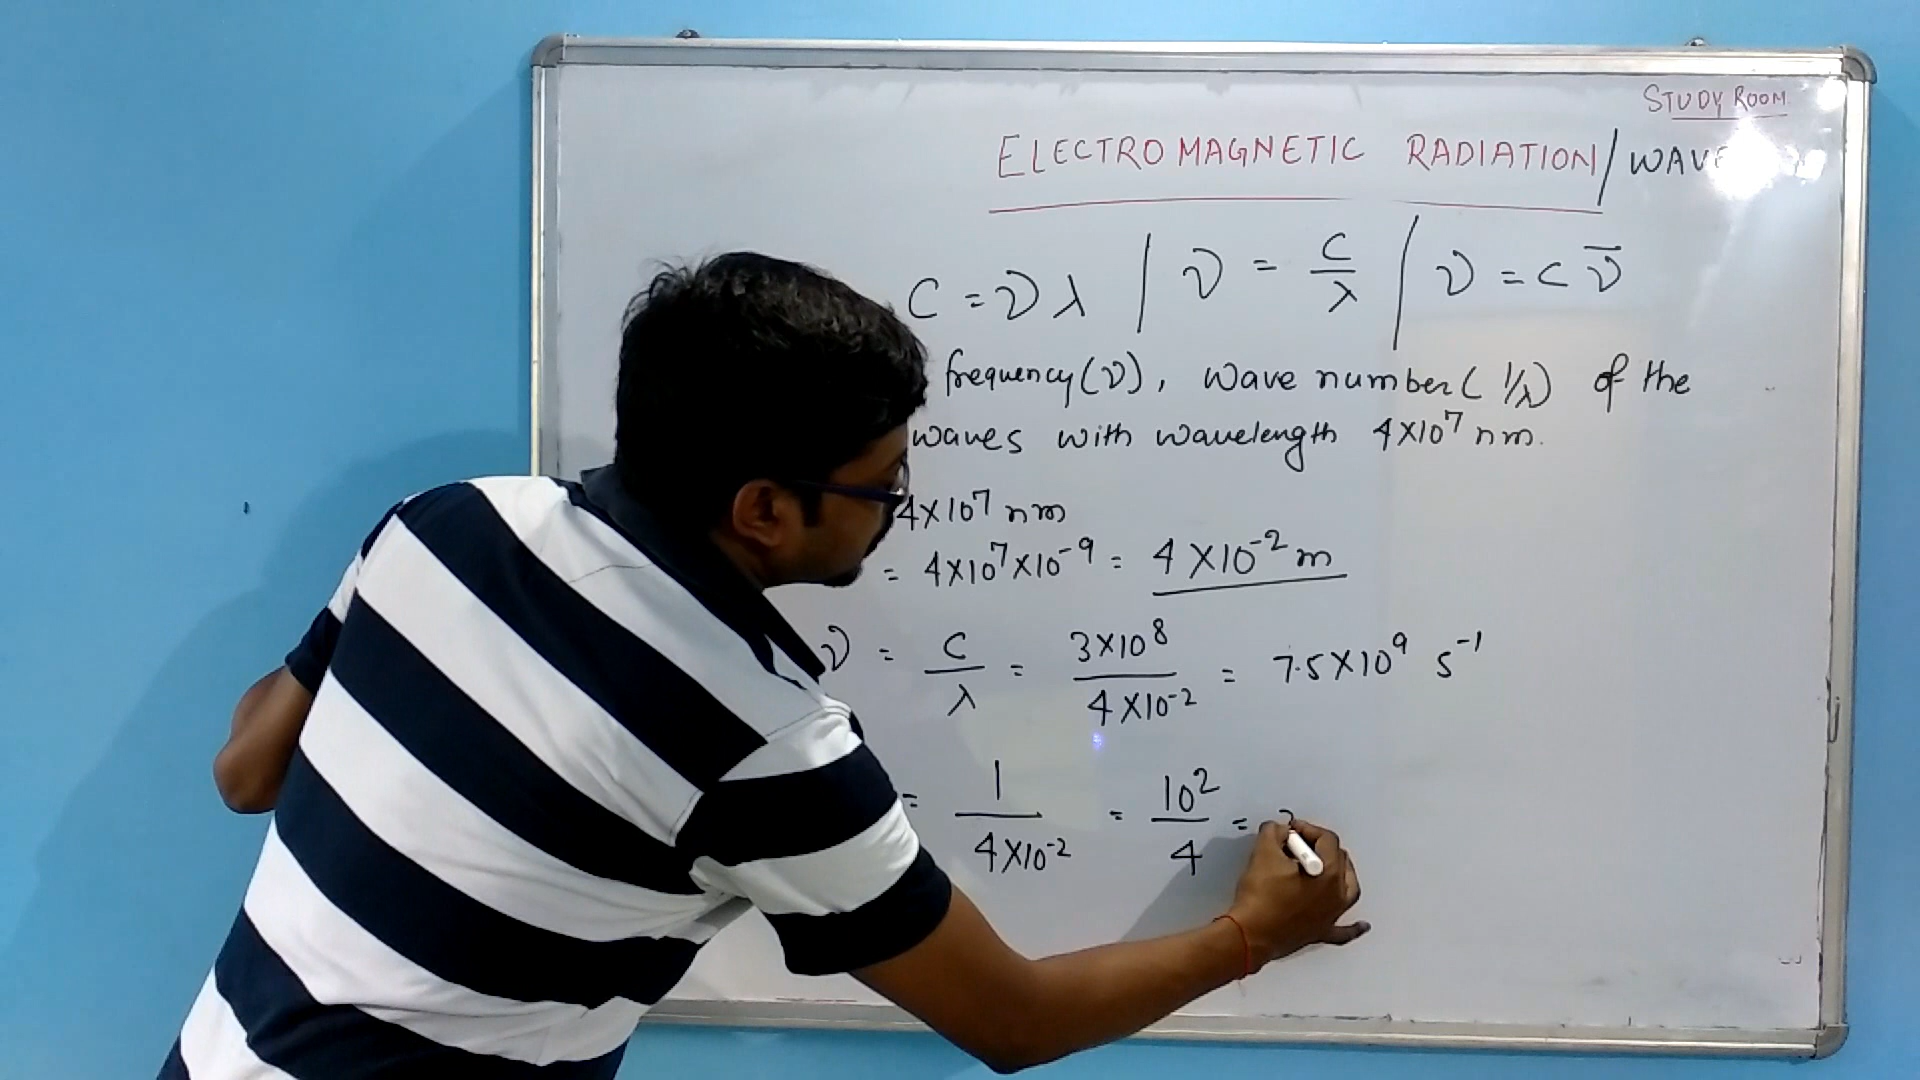 STUDY ROOM
ELECTROMAGNETIC RADIATION/WAVE
C = ν λ | ν = C/λ | ν = C ν̄
frequency(ν), wave number(1/λ) of the
waves with wavelength 4×10⁷ nm.
4×10⁷ nm
= 4×10⁷×10⁻⁹ = 4×10⁻² m
ν = C/λ = 3×10⁸/4×10⁻² = 7.5×10⁹ s⁻¹
= 1/4×10⁻² = 10²/4 =